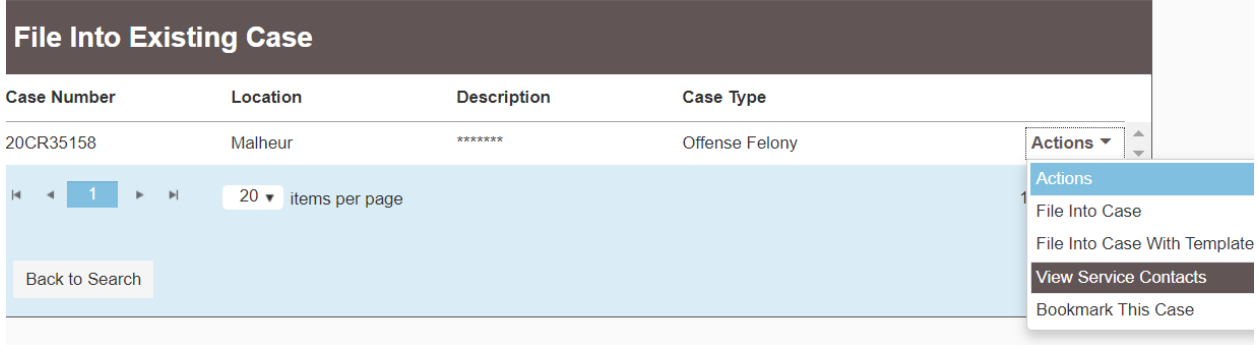 File Into Existing Case
Case Number Location Description Case Type
20CR35158 Malheur ******* Offense Felony Actions
1 20 items per page 1
Actions
File Into Case
File Into Case With Template
Back to Search
View Service Contacts
Bookmark This Case